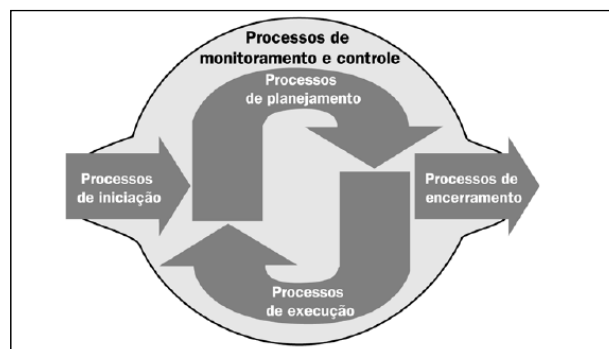 Processos de
monitoramento e controle
Processos
de planejamento
Processos
de iniciação
Processos de
encerramento
Processos
de execução